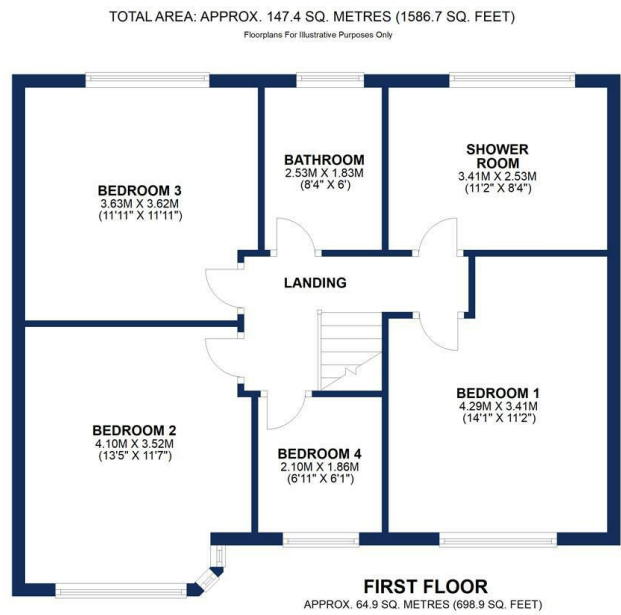 TOTAL AREA: APPROX. 147.4 SQ. METRES (1586.7 SQ. FEET)
Floorplans For Illustrative Purposes Only
BEDROOM 3
3.63M X 3.62M
(11'11" X 11'11")
BATHROOM
2.53M X 1.83M
(8'4" X 6')
SHOWER
ROOM
3.41M X 2.53M
(11'2" X 8'4")
LANDING
BEDROOM 2
4.10M X 3.52M
(13'5" X 11'7")
BEDROOM 4
2.10M X 1.86M
(6'11" X 6'1")
BEDROOM 1
4.29M X 3.41M
(14'1" X 11'2")
FIRST FLOOR
APPROX. 64.9 SQ. METRES (698.9 SQ. FEET)